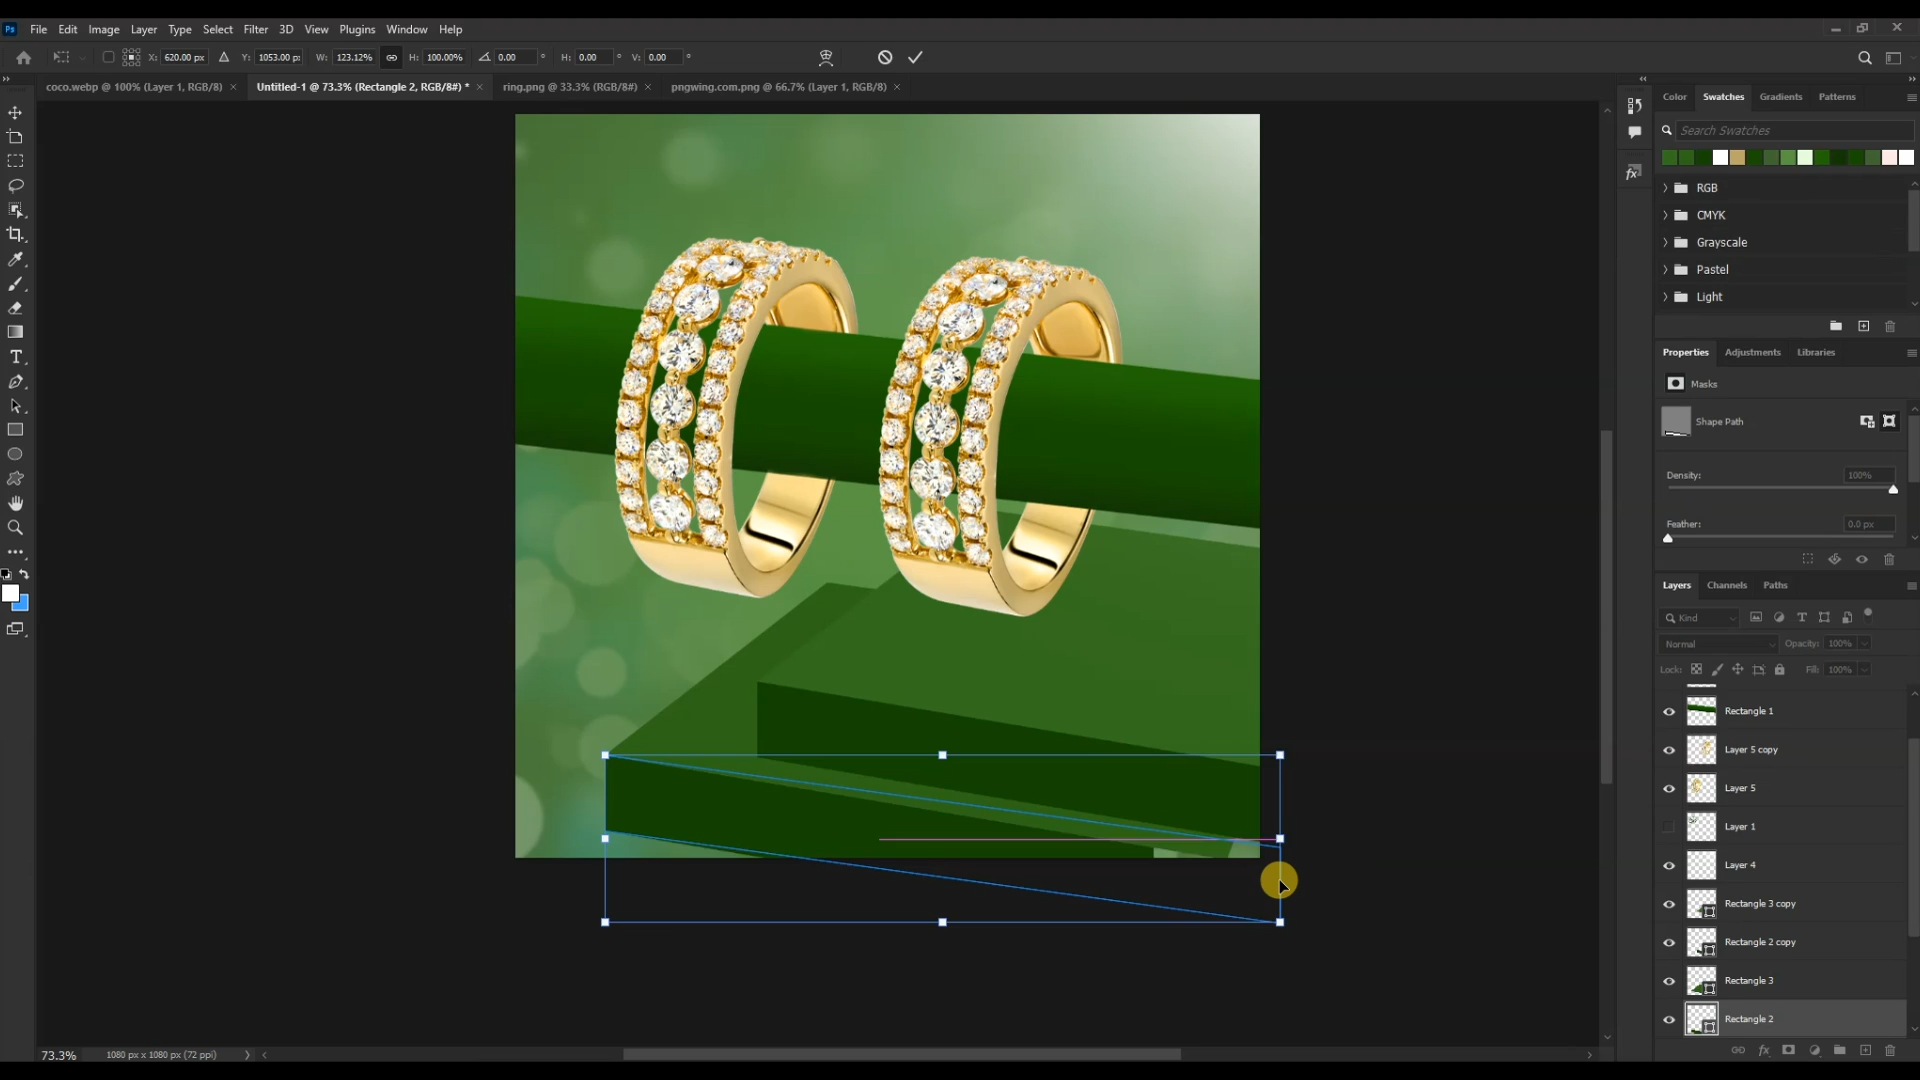 Ps File Edit Image Layer Type Select Filter 3D View Plugins Window Help
X: 620.00 px Y: 1053.00 p: W: 123.12% H: 100.00% 0.00 ° H: 0.00 ° V: 0.00 °
coco.webp @ 100% (Layer 1, RGB/8) × Untitled-1 @ 73.3% (Rectangle 2, RGB/8#) * × ring.png @ 33.3% (RGB/8#) × pngwing.com.png @ 66.7% (Layer 1, RGB/8) ×
Color Swatches Gradients Patterns
Search Swatches
RGB
CMYK
Grayscale
Pastel
Light
Properties Adjustments Libraries
Masks
Shape Path
Density: 100%
Feather: 0.0 px
Layers Channels Paths
Kind
Normal Opacity: 100%
Lock: Fill: 100%
Rectangle 1
Layer 5 copy
Layer 5
Layer 1
Layer 4
Rectangle 3 copy
Rectangle 2 copy
Rectangle 3
Rectangle 2
fx
73.3% 1080 px x 1080 px (72 ppi)